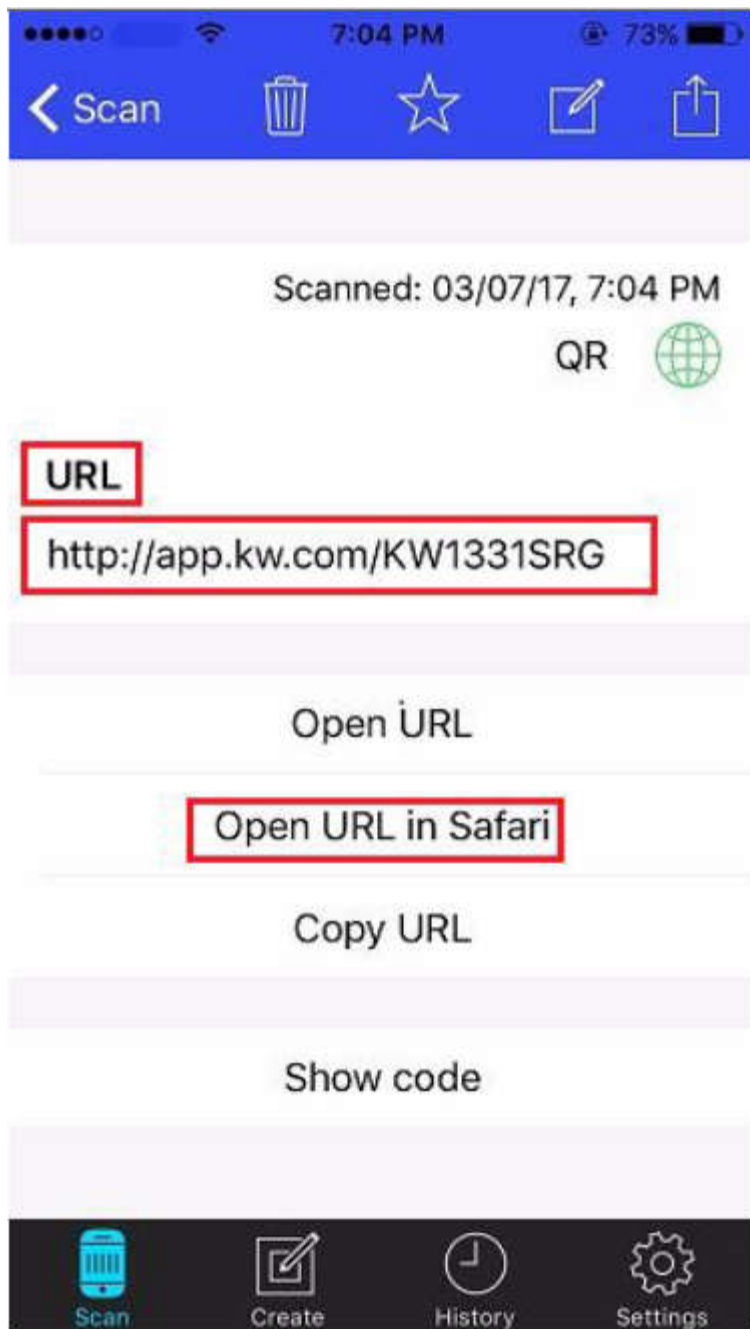 7:04 PM 73%
Scan
Scanned: 03/07/17, 7:04 PM
QR
URL
http://app.kw.com/KW1331SRG
Open URL
Open URL in Safari
Copy URL
Show code
Scan Create History Settings